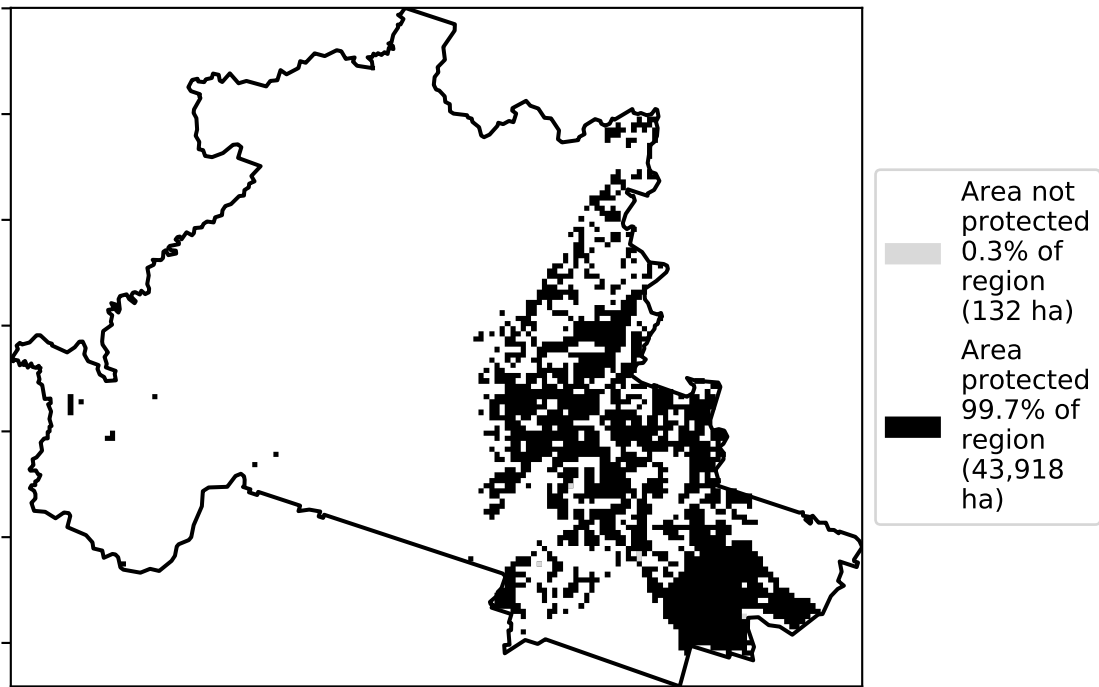 Area not
protected
0.3% of
region
(132 ha)
Area
protected
99.7% of
region
(43,918
ha)